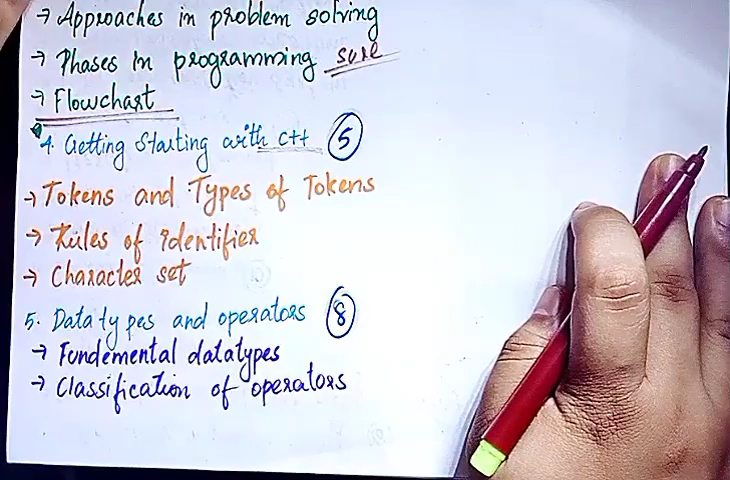 → Approaches in problem solving
→ Phases in programming sure
→ Flowchart
4. Getting Starting with C++ 5
→ Tokens and Types of Tokens
→ Rules of identifier
→ Character set
5. Data types and operators 8
→ Fundemental datatypes
→ Classification of operators